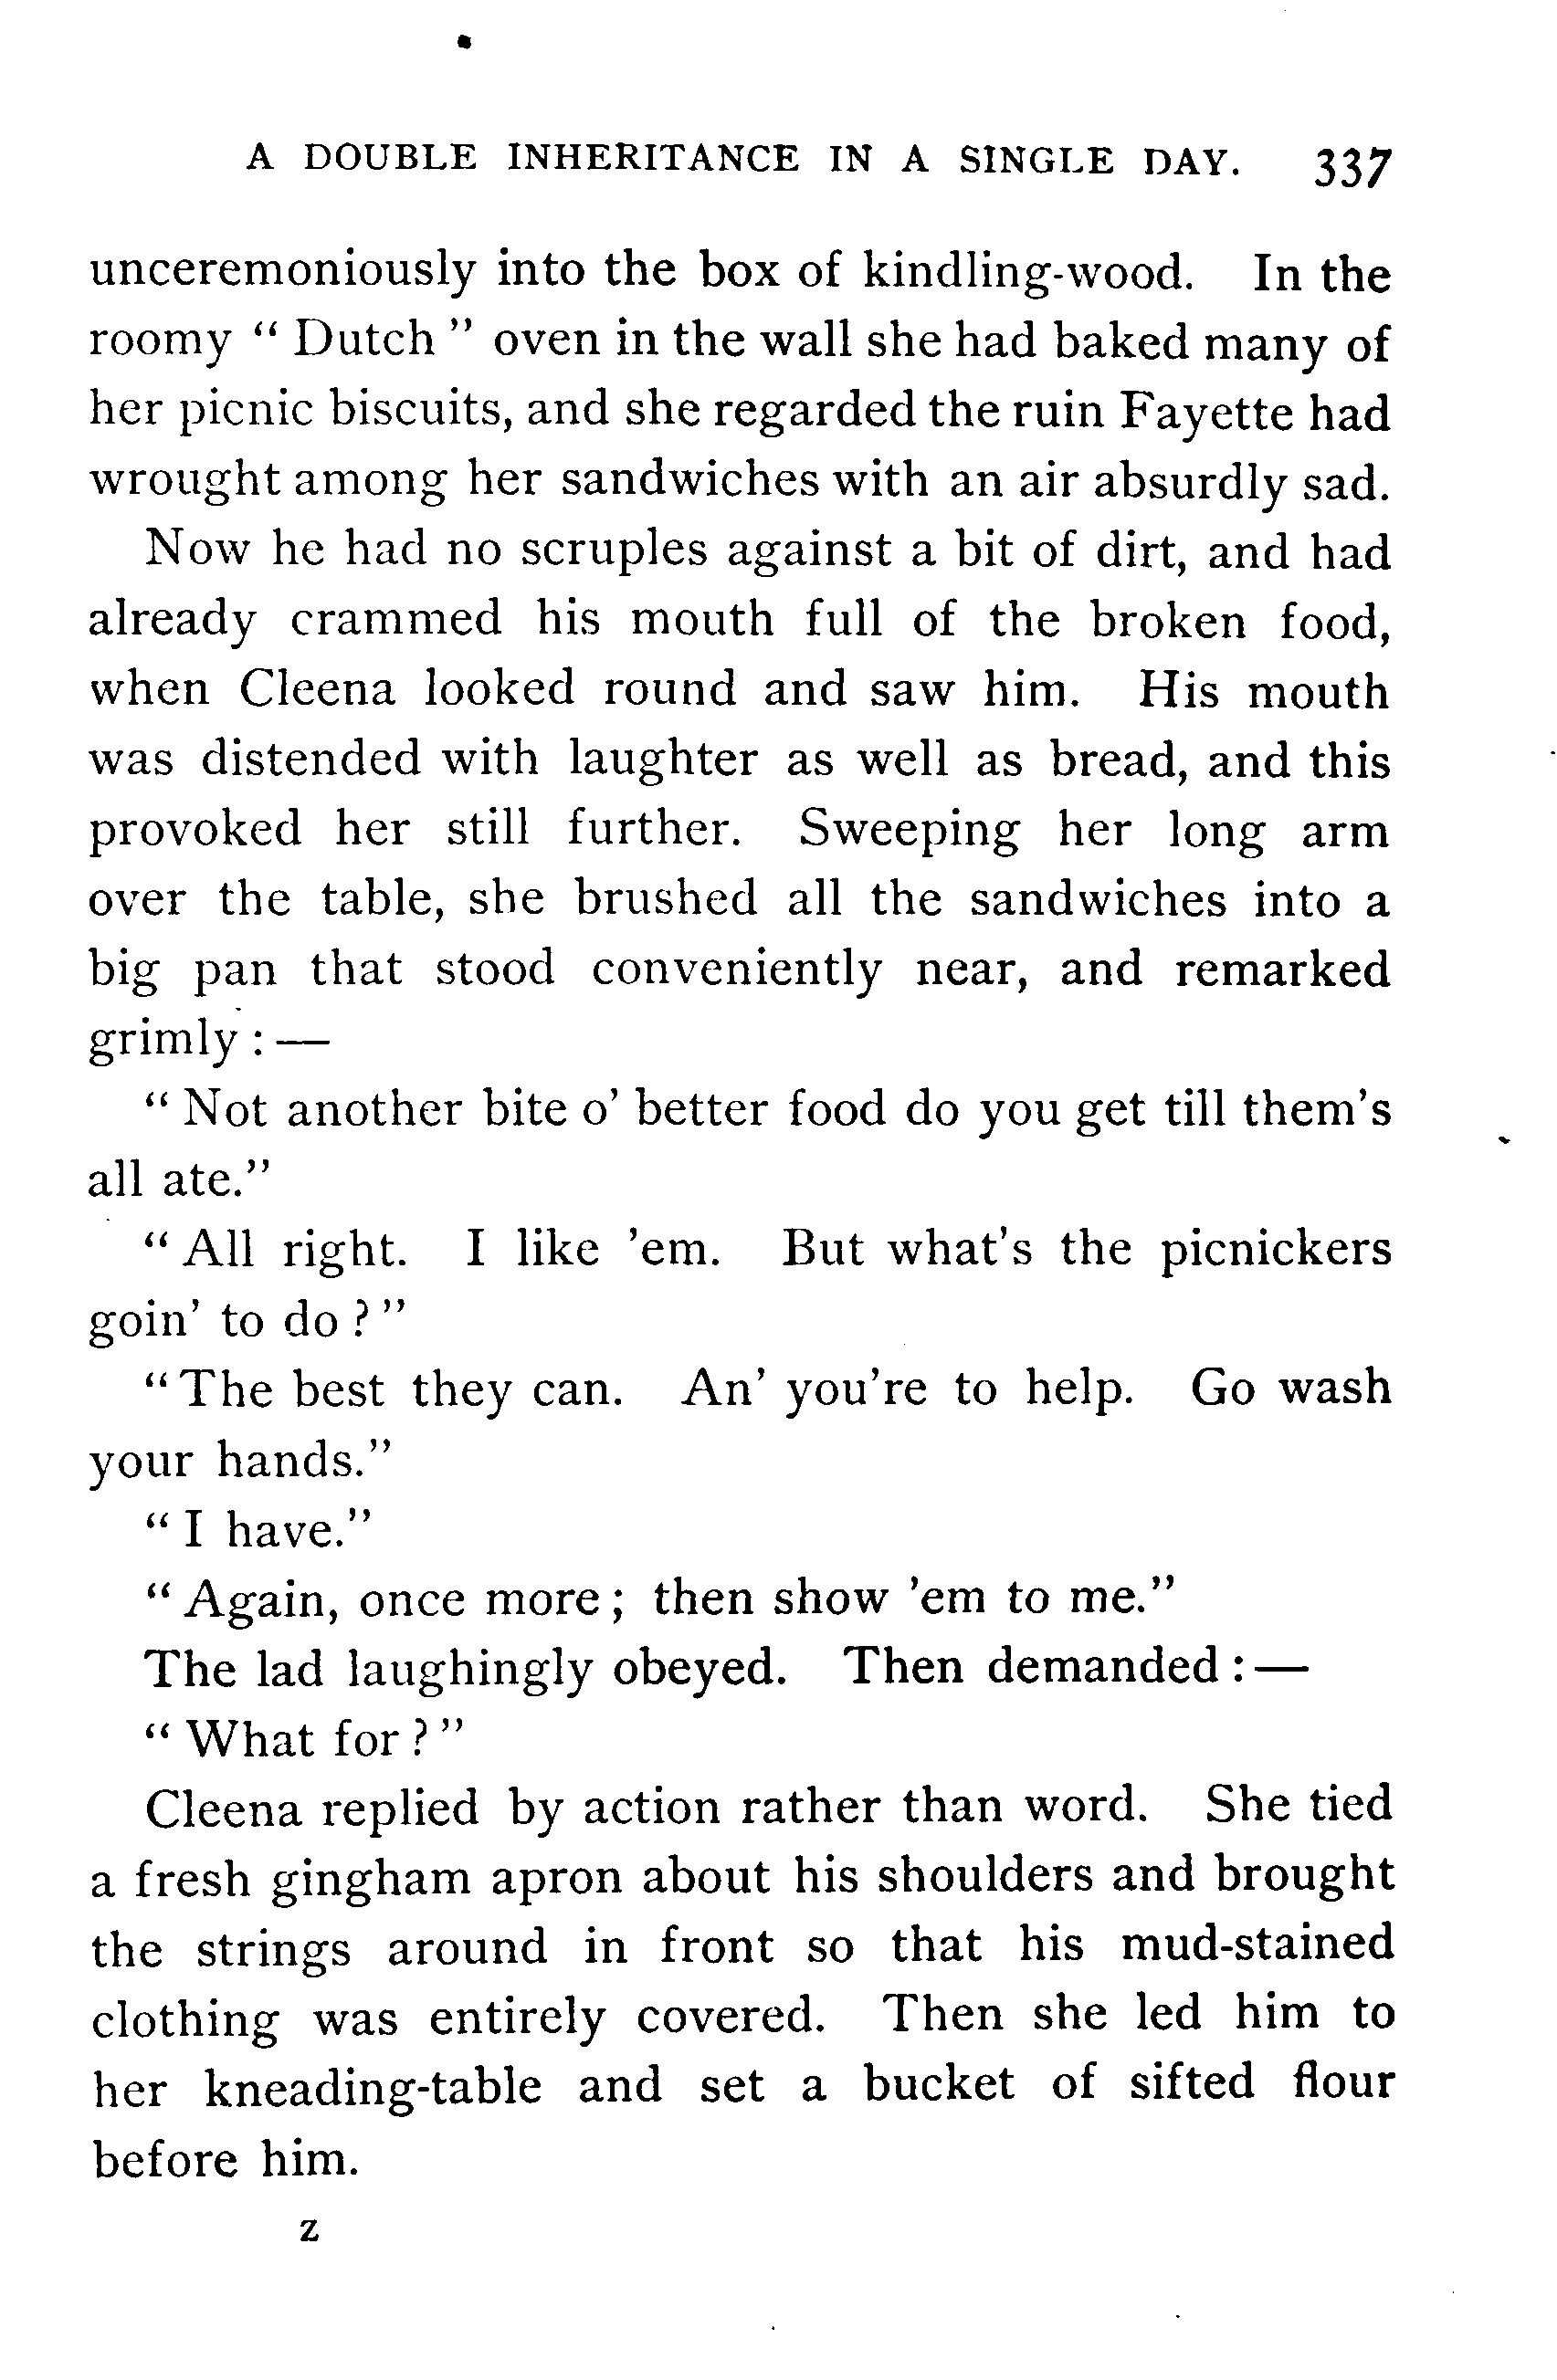 A DOUBLE INHERITANCE IN A SINGLE DAY. 337
unceremoniously into the box of kindling-wood. In the
roomy “ Dutch ” oven in the wall she had baked many of
her picnic biscuits, and she regarded the ruin Fayette had
wrought among her sandwiches with an air absurdly sad.
Now he had no scruples against a bit of dirt, and had
already crammed his mouth full of the broken food,
when Cleena looked round and saw him. His mouth
was distended with laughter as well as bread, and this
provoked her still further. Sweeping her long arm
over the table, she brushed all the sandwiches into a
big pan that stood conveniently near, and remarked
grimly : —
“ Not another bite o’ better food do you get till them’s
all ate.”
“ All right. I like ’em. But what’s the picnickers
goin’ to do ? ”
“ The best they can. An’ you’re to help. Go wash
your hands.”
“ I have.”
“ Again, once more ; then show ’em to me.”
The lad laughingly obeyed. Then demanded : —
“ What for ? ”
Cleena replied by action rather than word. She tied
a fresh gingham apron about his shoulders and brought
the strings around in front so that his mud-stained
clothing was entirely covered. Then she led him to
her kneading-table and set a bucket of sifted flour
before him.
z